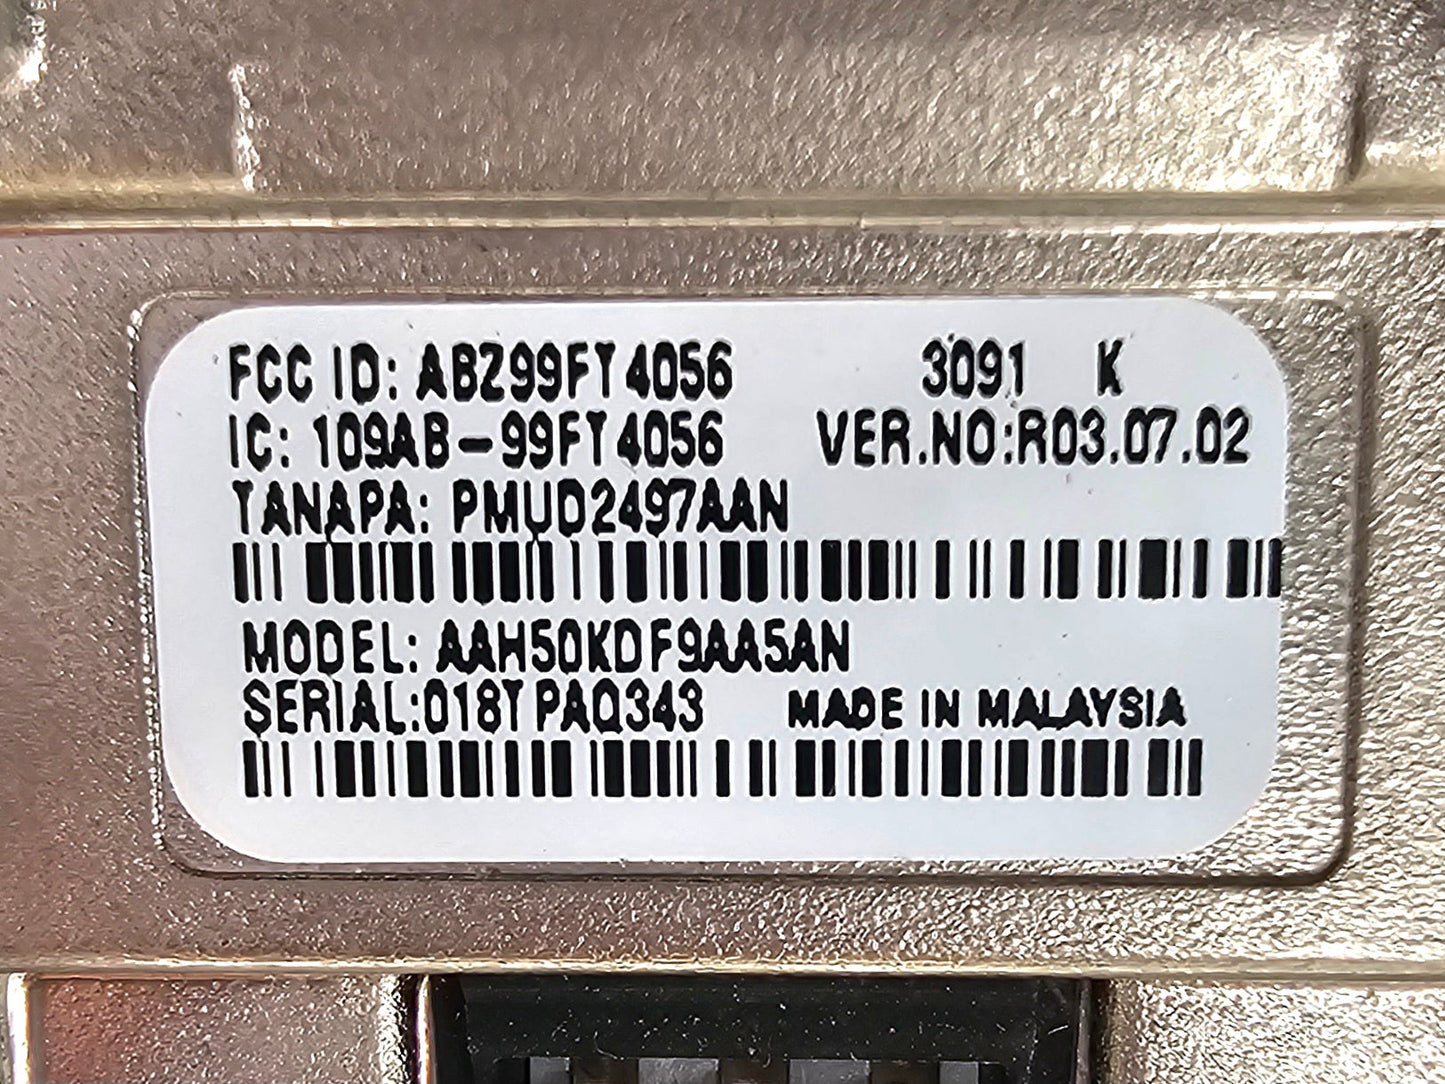 FCC ID: ABZ99FT4056 3091 K
IC: 109AB-99FT4056 VER.NO:R03.07.02
TANAPA: PMUD2497AAN
MODEL: AAH50KDF9AA5AN
SERIAL:018TPAQ343 MADE IN MALAYSIA